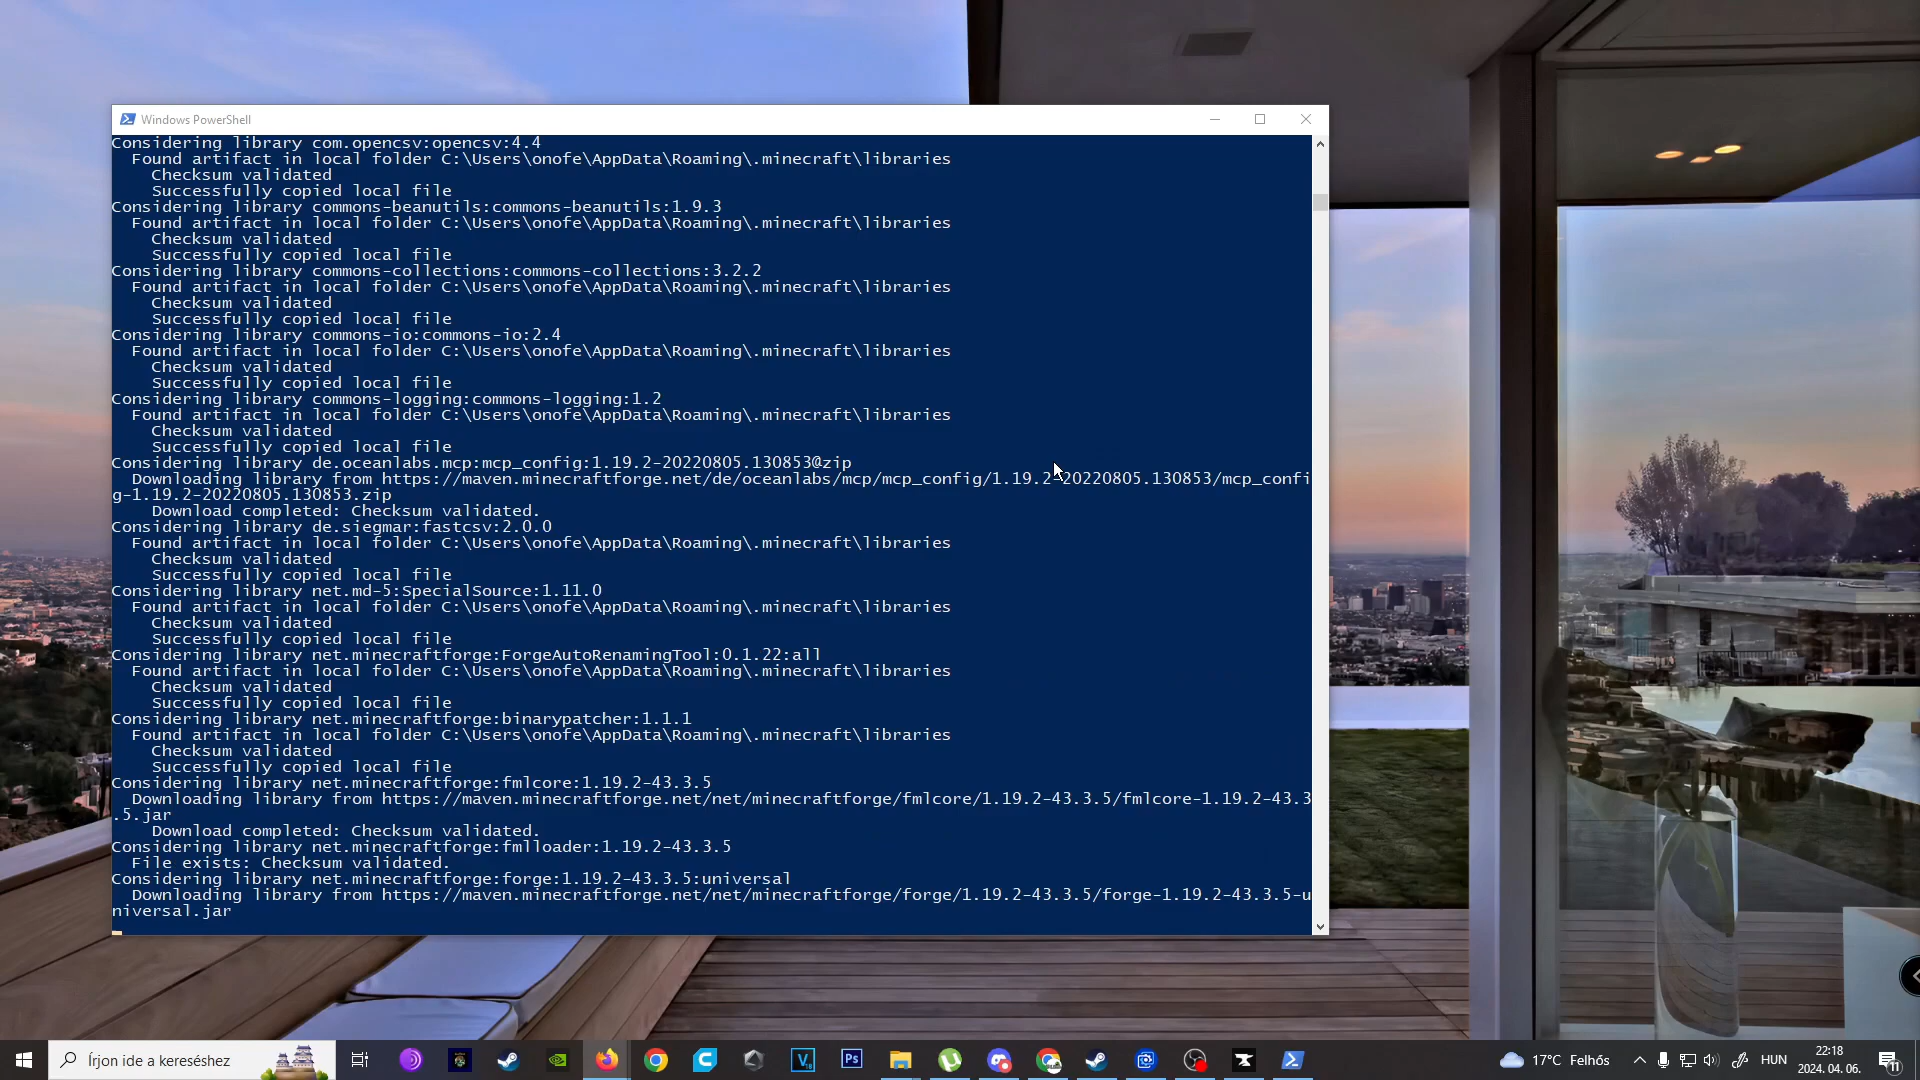 Windows PowerShell
Considering library com.opencsv:opencsv:4.4
Found artifact in local folder C:\Users\onofe\AppData\Roaming\.minecraft\libraries
Checksum validated
Successfully copied local file
Considering library commons-beanutils:commons-beanutils:1.9.3
Found artifact in local folder C:\Users\onofe\AppData\Roaming\.minecraft\libraries
Checksum validated
Successfully copied local file
Considering library commons-collections:commons-collections:3.2.2
Found artifact in local folder C:\Users\onofe\AppData\Roaming\.minecraft\libraries
Checksum validated
Successfully copied local file
Considering library commons-io:commons-io:2.4
Found artifact in local folder C:\Users\onofe\AppData\Roaming\.minecraft\libraries
Checksum validated
Successfully copied local file
Considering library commons-logging:commons-logging:1.2
Found artifact in local folder C:\Users\onofe\AppData\Roaming\.minecraft\libraries
Checksum validated
Successfully copied local file
Considering library de.oceanlabs.mcp:mcp_config:1.19.2-20220805.130853@zip
Downloading library from https://maven.minecraftforge.net/de/oceanlabs/mcp/mcp_config/1.19.2-20220805.130853/mcp_confi
g-1.19.2-20220805.130853.zip
Download completed: Checksum validated.
Considering library de.siegmar:fastcsv:2.0.0
Found artifact in local folder C:\Users\onofe\AppData\Roaming\.minecraft\libraries
Checksum validated
Successfully copied local file
Considering library net.md-5:SpecialSource:1.11.0
Found artifact in local folder C:\Users\onofe\AppData\Roaming\.minecraft\libraries
Checksum validated
Successfully copied local file
Considering library net.minecraftforge:ForgeAutoRenamingTool:0.1.22:all
Found artifact in local folder C:\Users\onofe\AppData\Roaming\.minecraft\libraries
Checksum validated
Successfully copied local file
Considering library net.minecraftforge:binarypatcher:1.1.1
Found artifact in local folder C:\Users\onofe\AppData\Roaming\.minecraft\libraries
Checksum validated
Successfully copied local file
Considering library net.minecraftforge:fmlcore:1.19.2-43.3.5
Downloading library from https://maven.minecraftforge.net/net/minecraftforge/fmlcore/1.19.2-43.3.5/fmlcore-1.19.2-43.3
.5.jar
Download completed: Checksum validated.
Considering library net.minecraftforge:fmlloader:1.19.2-43.3.5
File exists: Checksum validated.
Considering library net.minecraftforge:forge:1.19.2-43.3.5:universal
Downloading library from https://maven.minecraftforge.net/net/minecraftforge/forge/1.19.2-43.3.5/forge-1.19.2-43.3.5-u
niversal.jar
Írjon ide a kereséshez
Ps
17°C Felhős
HUN
22:18
2024. 04. 06.
11